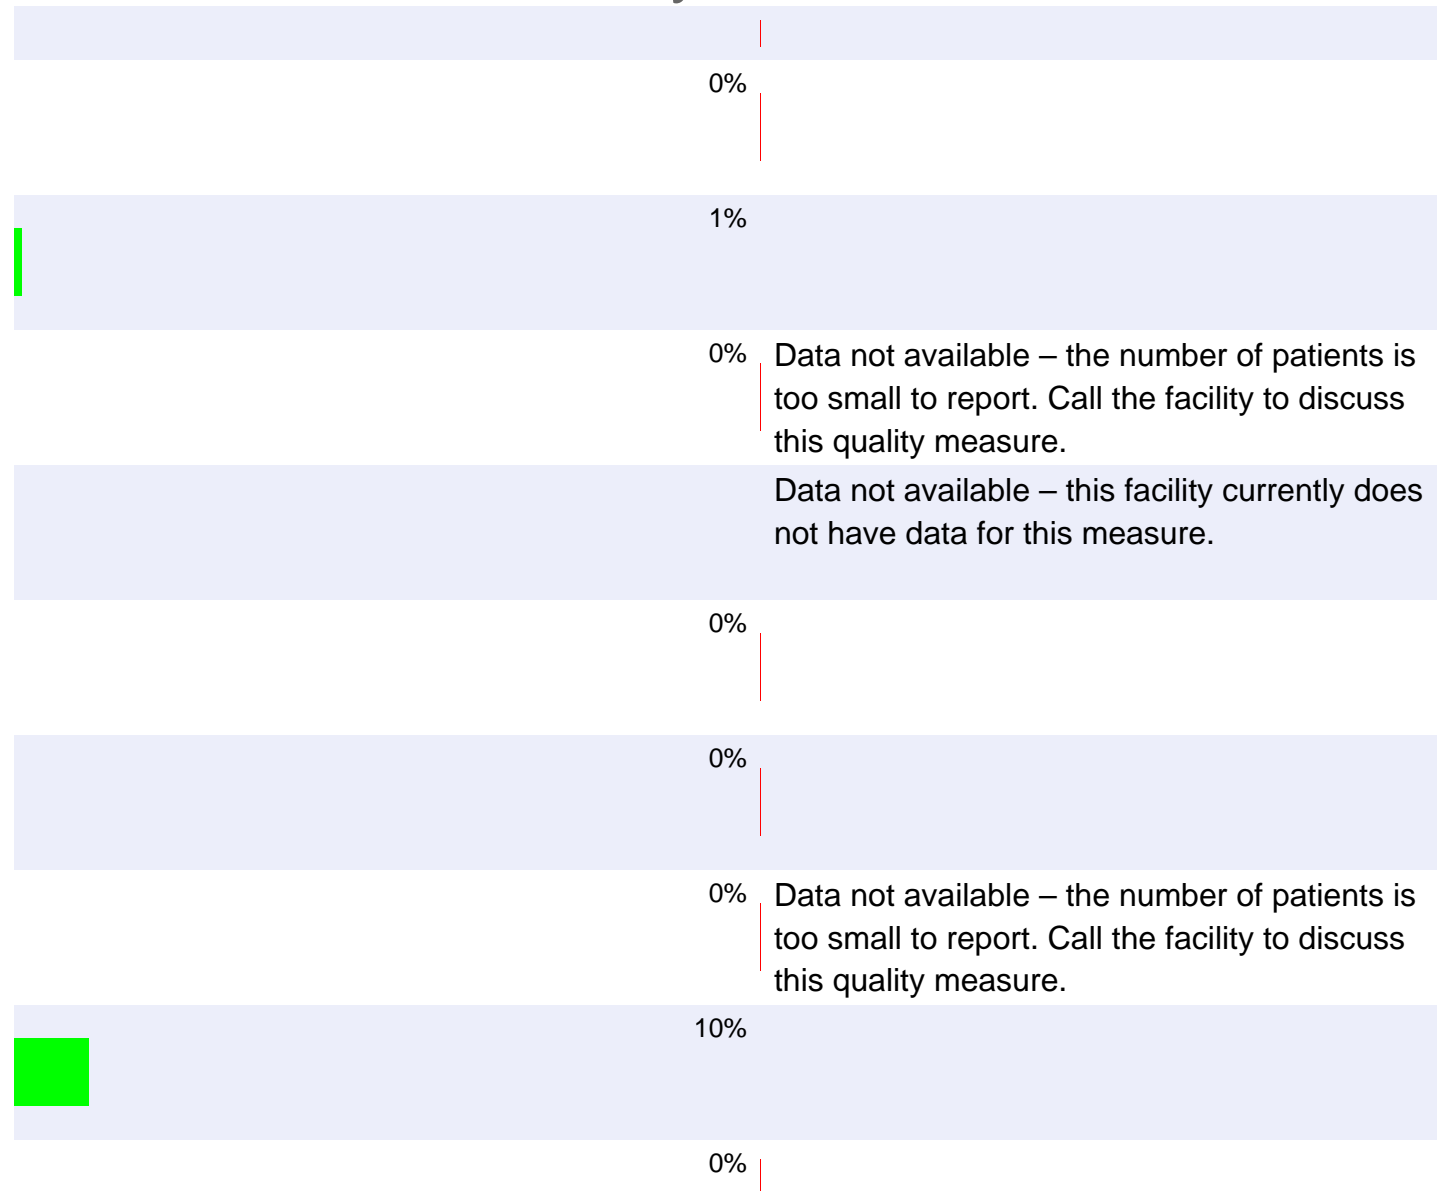 0%
1%
0% Data not available – the number of patients is
too small to report. Call the facility to discuss
this quality measure.
Data not available – this facility currently does
not have data for this measure.
0%
0%
0% Data not available – the number of patients is
too small to report. Call the facility to discuss
this quality measure.
10%
0%